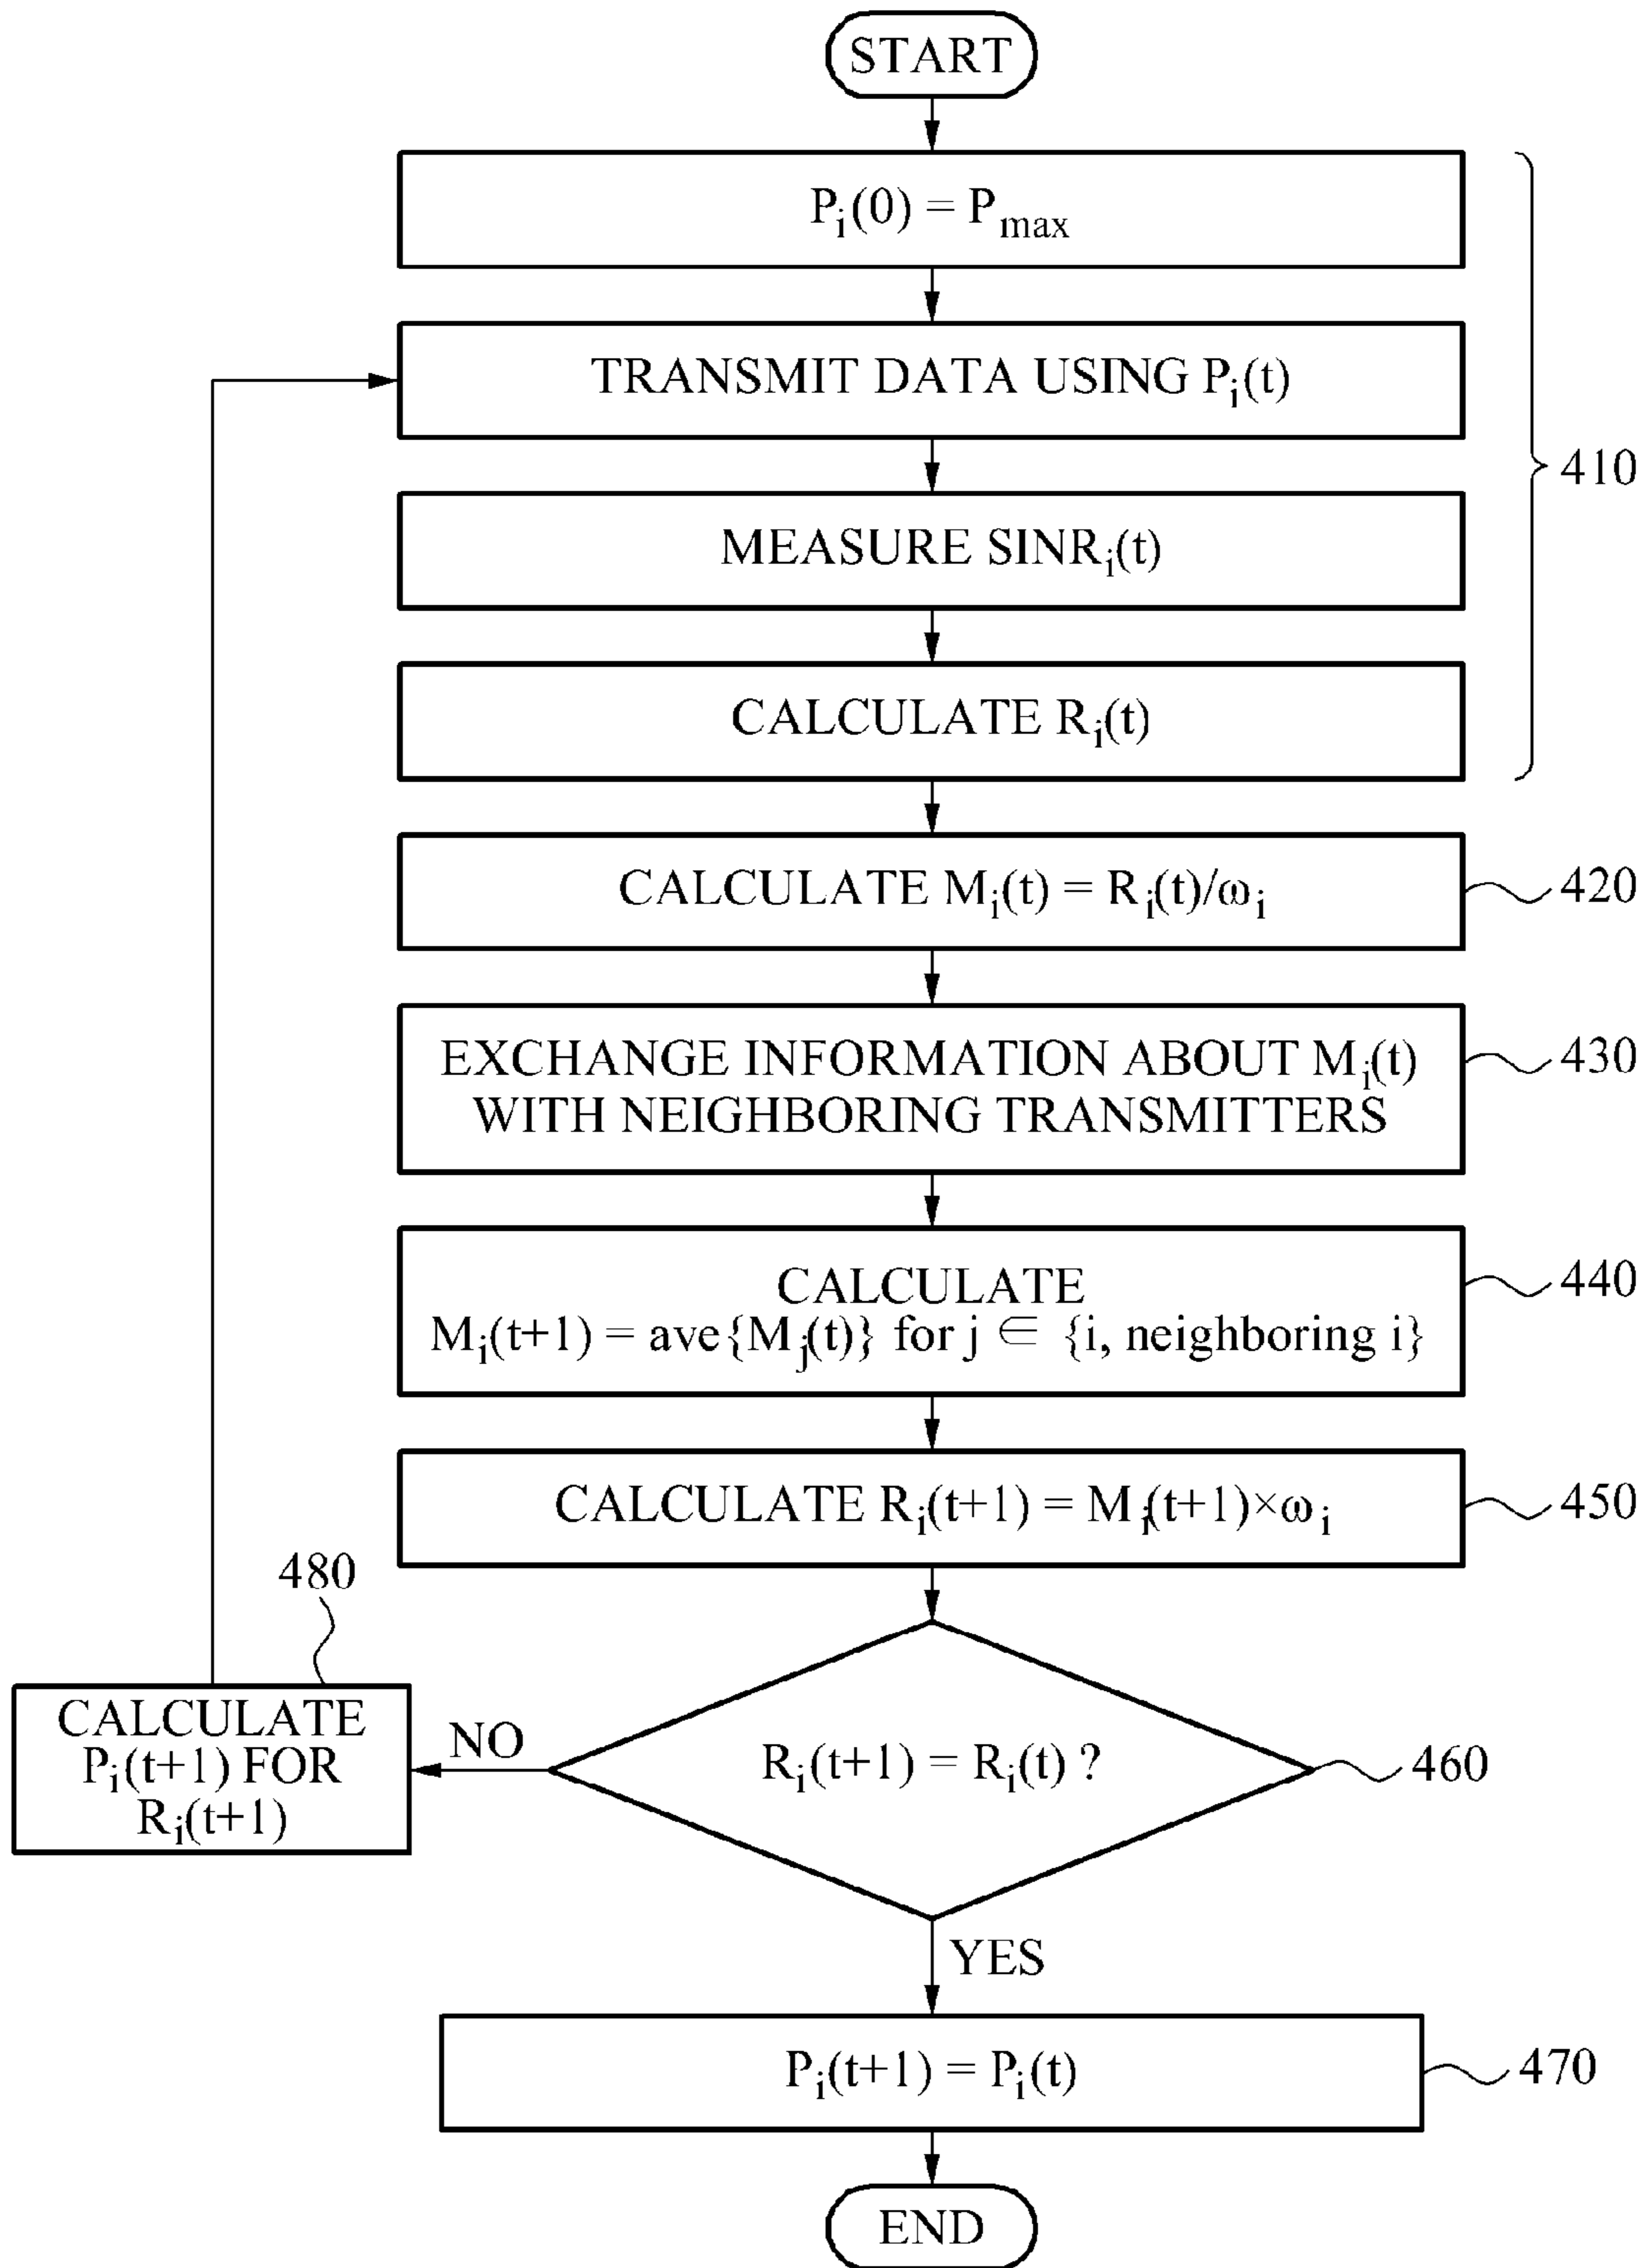 START
Pi(0) = Pmax
TRANSMIT DATA USING Pi(t)
MEASURE SINRi(t)
410
CALCULATE Ri(t)
CALCULATE Mi(t) = Ri(t)/ωi
420
EXCHANGE INFORMATION ABOUT Mi(t)
WITH NEIGHBORING TRANSMITTERS
430
CALCULATE
Mi(t+1) = ave{Mj(t)} for j ∈ {i, neighboring i}
440
CALCULATE Ri(t+1) = Mi(t+1)×ωi
450
480
CALCULATE
Pi(t+1) FOR
Ri(t+1)
NO
Ri(t+1) = Ri(t) ?
460
YES
Pi(t+1) = Pi(t)
470
END